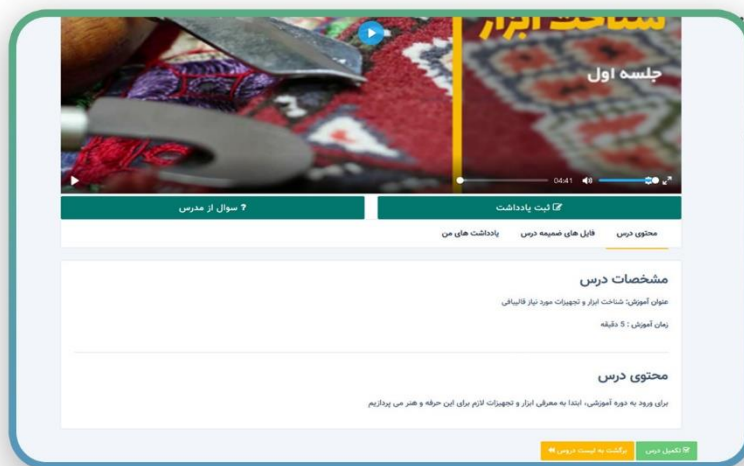 شناخت ابزار
جلسه اول
04:41
ثبت یادداشت
? سوال از مدرس
محتوی درس
فایل های ضمیمه درس
یادداشت های من
مشخصات درس
عنوان آموزش: شناخت ابزار و تجهیزات مورد نیاز قالیبافی
زمان آموزش : 5 دقیقه
محتوی درس
برای ورود به دوره آموزشی، ابتدا به معرفی ابزار و تجهیزات لازم برای این حرفه و هنر می پردازیم
تکمیل درس
برگشت به لیست دروس